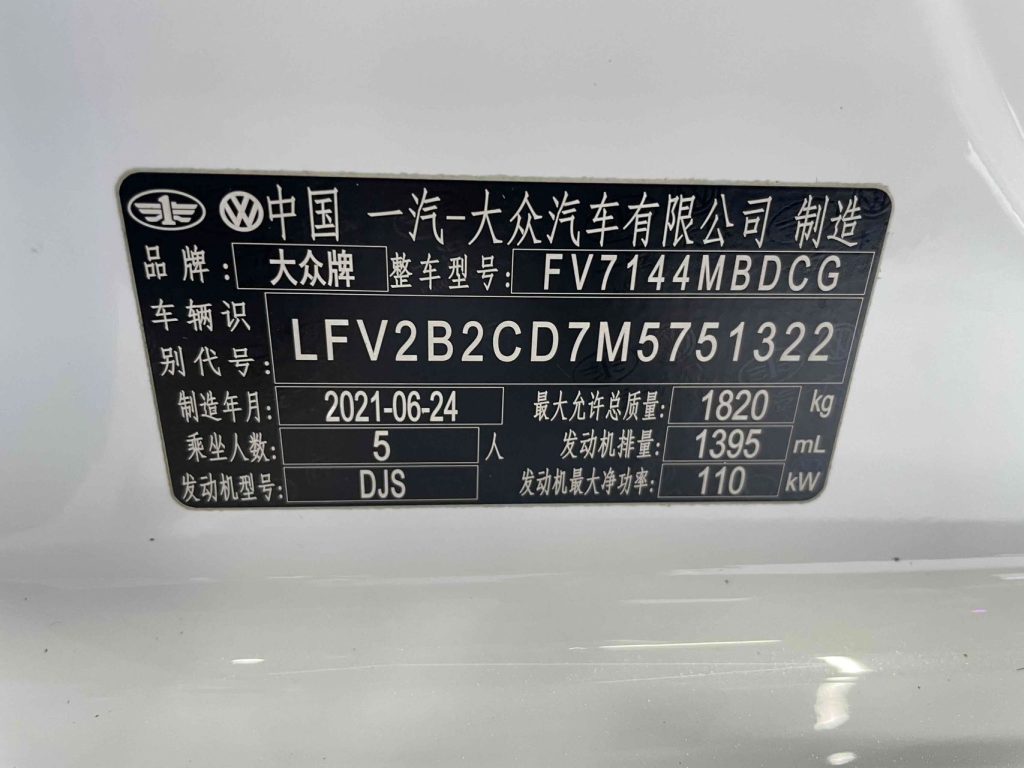 中国 一汽-大众汽车有限公司 制造
品牌: 大众牌 整车型号: FV7144MBDCG
车辆识别代号: LFV2B2CD7M5751322
制造年月: 2021-06-24 最大允许总质量: 1820 kg
乘坐人数: 5 人 发动机排量: 1395 mL
发动机型号: DJS 发动机最大净功率: 110 kW